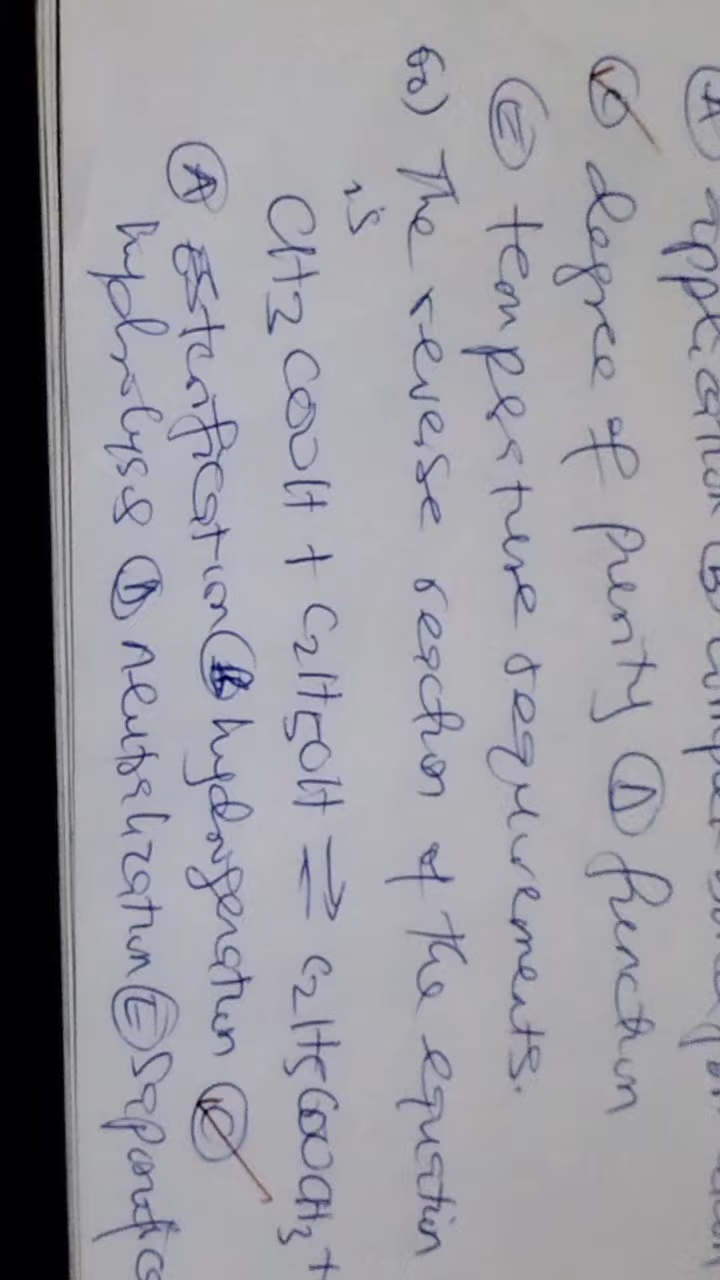 (A) application (B)
(C) degree of purity (D) function
(E) temperature requirements.
60) The reverse reaction of the equation
is
CH3COOH + C2H5OH ⇌ C2H5COOCH3 +
(A) Esterification (B) hydrogenation (C)
hydrolysis (D) neutralization (E)